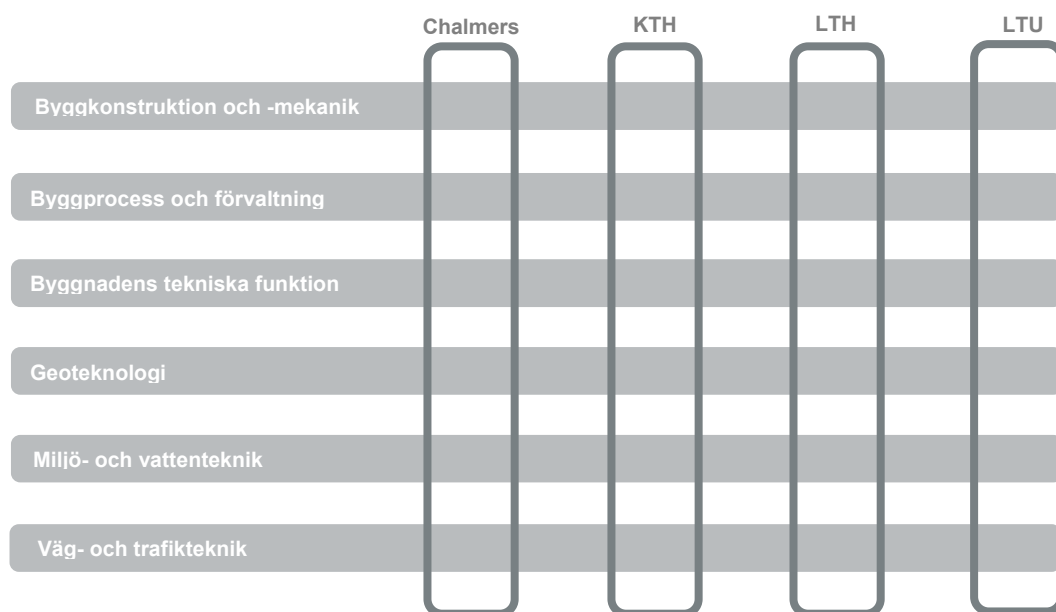 Chalmers KTH LTH LTU
Byggkonstruktion och -mekanik
Byggprocess och förvaltning
Byggnadens tekniska funktion
Geoteknologi
Miljö- och vattenteknik
Väg- och trafikteknik